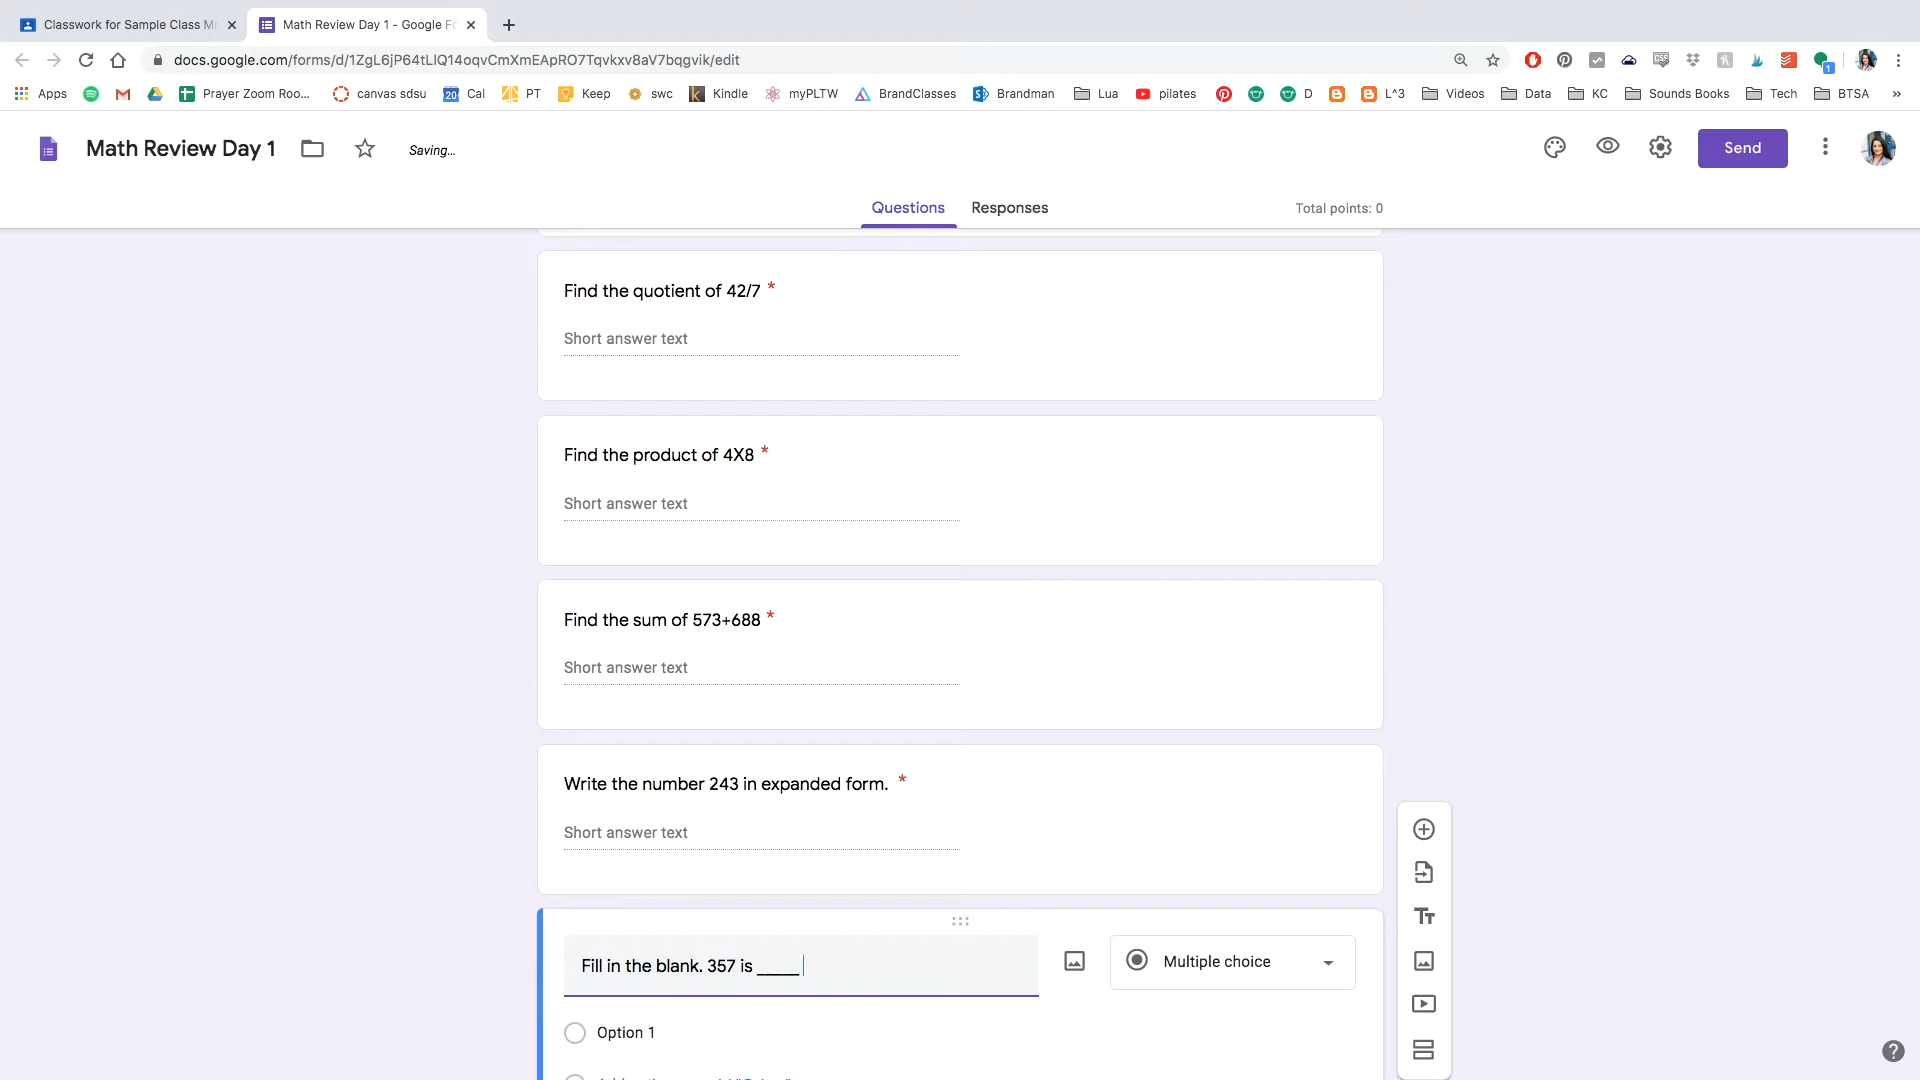 Classwork for Sample Class Mr
Math Review Day 1 - Google Fo
docs.google.com/forms/d/1ZgL6jP64tLIQ14oqvCmXmEApRO7Tqvkxv8aV7bqgvik/edit
1
Apps
Prayer Zoom Roo...
canvas sdsu
20
Cal
PT
Keep
swc
Kindle
myPLTW
BrandClasses
Brandman
Lua
pilates
D
L^3
Videos
Data
KC
Sounds Books
Tech
BTSA
»
Math Review Day 1
Saving...
Send
Questions
Responses
Total points: 0
Find the quotient of 42/7 *
Short answer text
Find the product of 4X8 *
Short answer text
Find the sum of 573+688 *
Short answer text
Write the number 243 in expanded form. *
Short answer text
Fill in the blank. 357 is _____
Multiple choice
Option 1